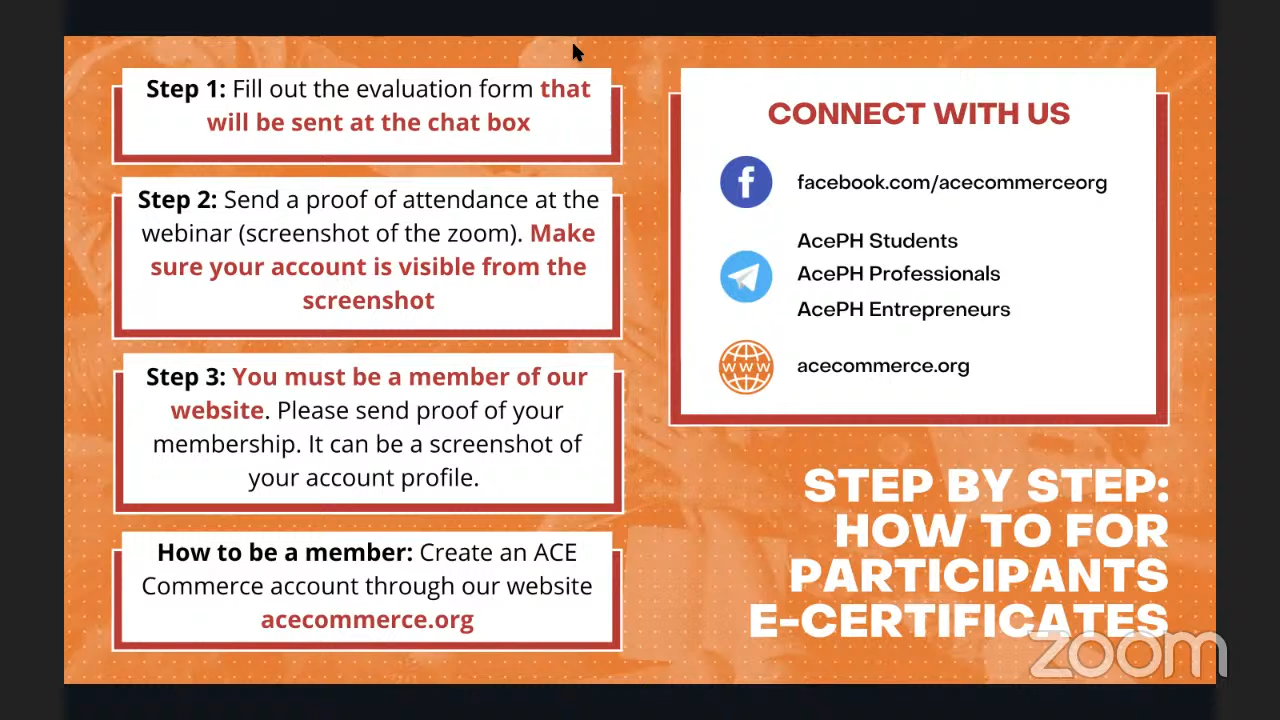 Step 1: Fill out the evaluation form that
will be sent at the chat box
Step 2: Send a proof of attendance at the
webinar (screenshot of the zoom). Make
sure your account is visible from the
screenshot
Step 3: You must be a member of our
website. Please send proof of your
membership. It can be a screenshot of
your account profile.
How to be a member: Create an ACE
Commerce account through our website
acecommerce.org
CONNECT WITH US
f
facebook.com/acecommerceorg
AcePH Students
AcePH Professionals
AcePH Entrepreneurs
WWW
acecommerce.org
STEP BY STEP:
HOW TO FOR
PARTICIPANTS
E-CERTIFICATES
zoom